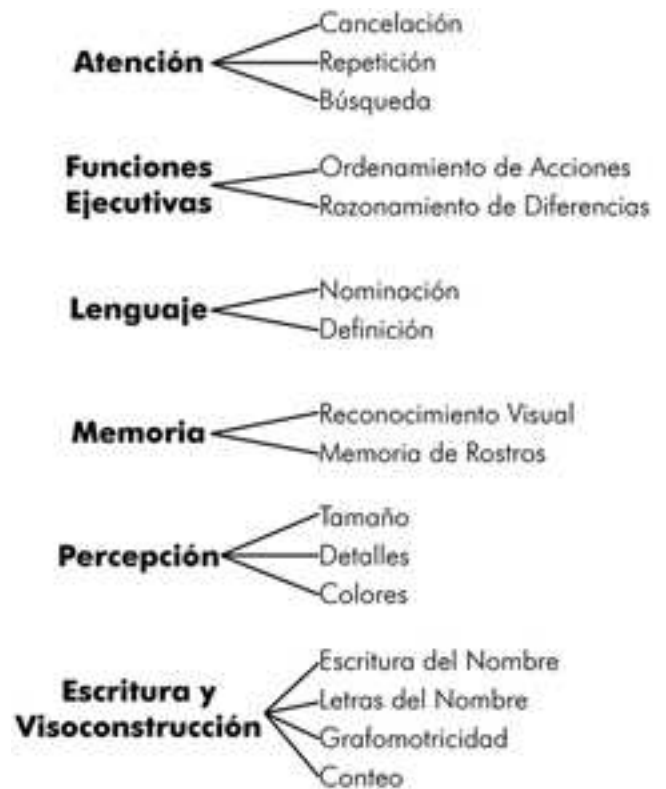 Atención
Cancelación
Repetición
Búsqueda
Funciones
Ejecutivas
Ordenamiento de Acciones
Razonamiento de Diferencias
Lenguaje
Nominación
Definición
Memoria
Reconocimiento Visual
Memoria de Rostros
Percepción
Tamaño
Detalles
Colores
Escritura y
Visoconstrucción
Escritura del Nombre
Letras del Nombre
Grafomotricidad
Conteo